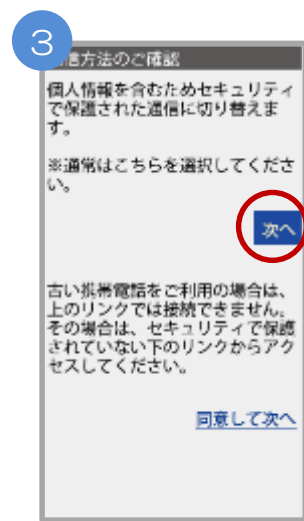 3
信方法のご確認
個人情報を含むためセキュリティ
で保護された通信に切り替えま
す。
※通常はこちらを選択してくださ
い。
次へ
古い携帯電話をご利用の場合は、
上のリンクでは接続できません。
その場合は、セキュリティで保護
されていない下のリンクからアク
セスしてください。
同意して次へ